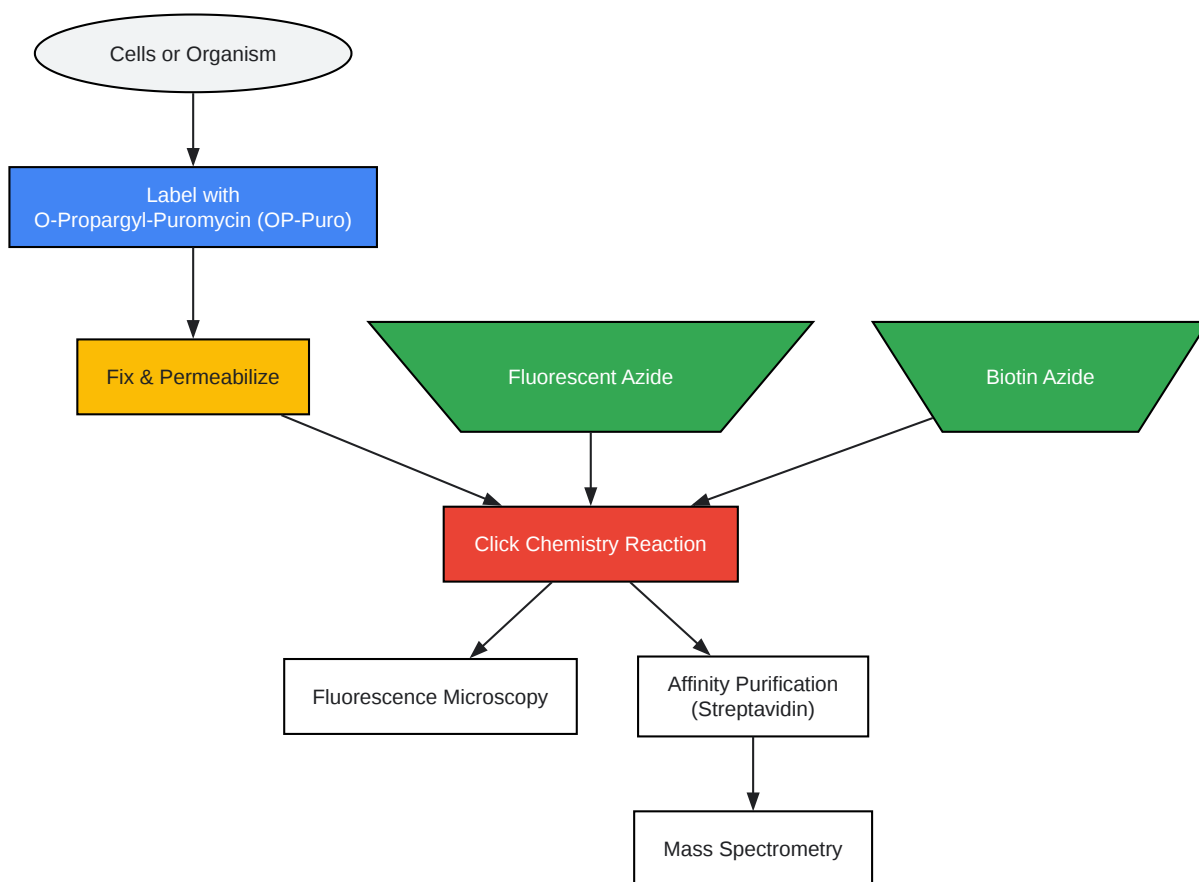 Cells or Organism
Label with
O-Propargyl-Puromycin (OP-Puro)
Fix & Permeabilize
Fluorescent Azide
Biotin Azide
Click Chemistry Reaction
Fluorescence Microscopy
Affinity Purification
(Streptavidin)
Mass Spectrometry